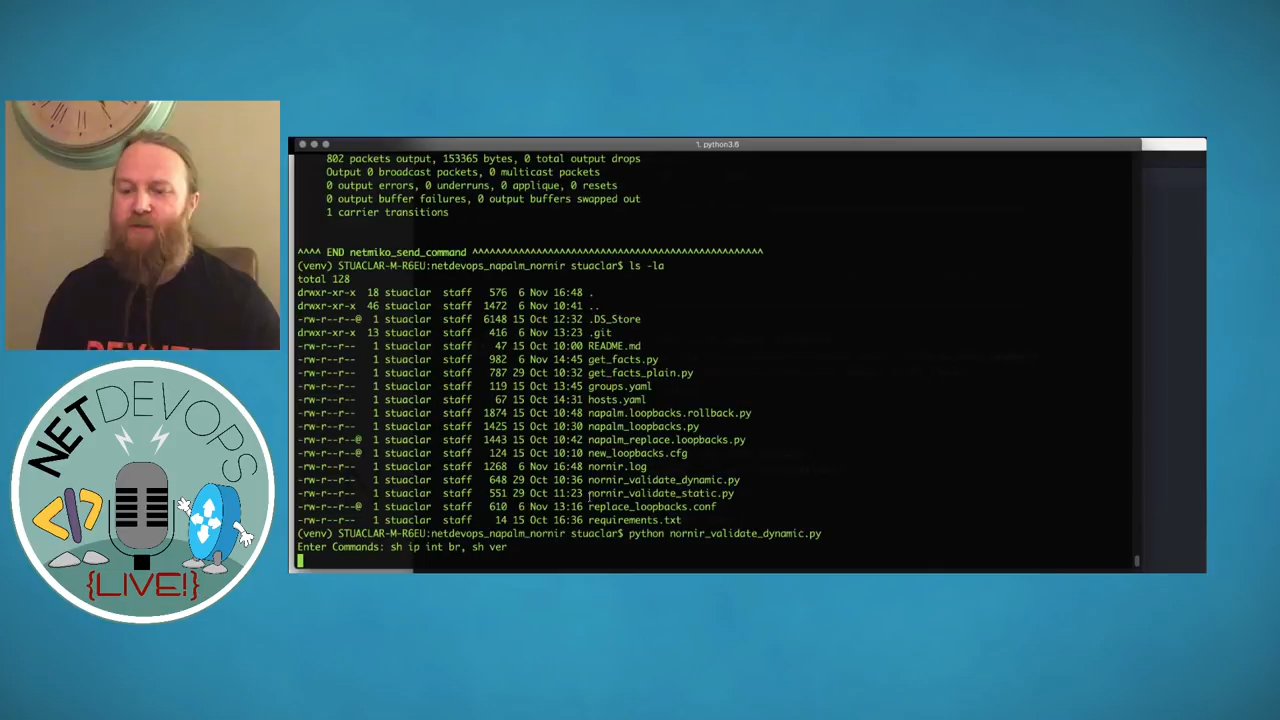 1. python3.6
802 packets output, 153365 bytes, 0 total output drops
Output 0 broadcast packets, 0 multicast packets
0 output errors, 0 underruns, 0 applique, 0 resets
0 output buffer failures, 0 output buffers swapped out
1 carrier transitions
^^^^ END netmiko_send_command ^^^^^^^^^^^^^^^^^^^^^^^^^^^^^^^^^^^^^^^^^^^^^^^^^^
(venv) STUACLAR-M-R6EU:netdevops_napalm_nornir stuaclar$ ls -la
total 128
drwxr-xr-x 18 stuaclar staff 576 6 Nov 16:48 .
drwxr-xr-x 46 stuaclar staff 1472 6 Nov 10:41 ..
-rw-r--r--@ 1 stuaclar staff 6148 15 Oct 12:32 .DS_Store
drwxr-xr-x 13 stuaclar staff 416 6 Nov 13:23 .git
-rw-r--r-- 1 stuaclar staff 47 15 Oct 10:00 README.md
-rw-r--r-- 1 stuaclar staff 982 6 Nov 14:45 get_facts.py
-rw-r--r-- 1 stuaclar staff 787 29 Oct 10:32 get_facts_plain.py
-rw-r--r-- 1 stuaclar staff 119 15 Oct 13:45 groups.yaml
-rw-r--r-- 1 stuaclar staff 67 15 Oct 14:31 hosts.yaml
-rw-r--r-- 1 stuaclar staff 1874 15 Oct 10:48 napalm.loopbacks.rollback.py
-rw-r--r-- 1 stuaclar staff 1425 15 Oct 10:30 napalm_loopbacks.py
-rw-r--r--@ 1 stuaclar staff 1443 15 Oct 10:42 napalm_replace.loopbacks.py
-rw-r--r--@ 1 stuaclar staff 124 15 Oct 10:10 new_loopbacks.cfg
-rw-r--r-- 1 stuaclar staff 1268 6 Nov 16:48 nornir.log
-rw-r--r-- 1 stuaclar staff 648 29 Oct 10:36 nornir_validate_dynamic.py
-rw-r--r-- 1 stuaclar staff 551 29 Oct 11:23 nornir_validate_static.py
-rw-r--r--@ 1 stuaclar staff 610 6 Nov 13:16 replace_loopbacks.conf
-rw-r--r-- 1 stuaclar staff 14 15 Oct 16:36 requirements.txt
(venv) STUACLAR-M-R6EU:netdevops_napalm_nornir stuaclar$ python nornir_validate_dynamic.py
Enter Commands: sh ip int br, sh ver
NETDEVOPS
</>
{LIVE!}